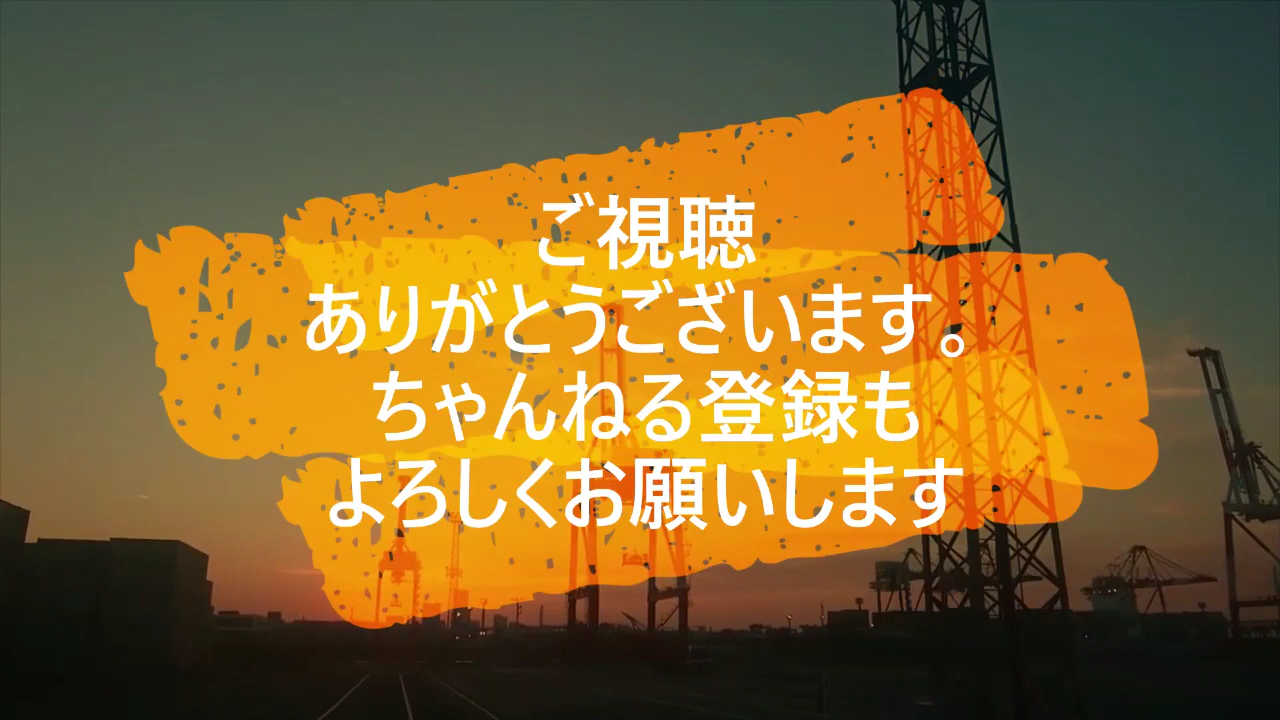 ご視聴
ありがとうございます。
ちゃんねる登録も
よろしくお願いします